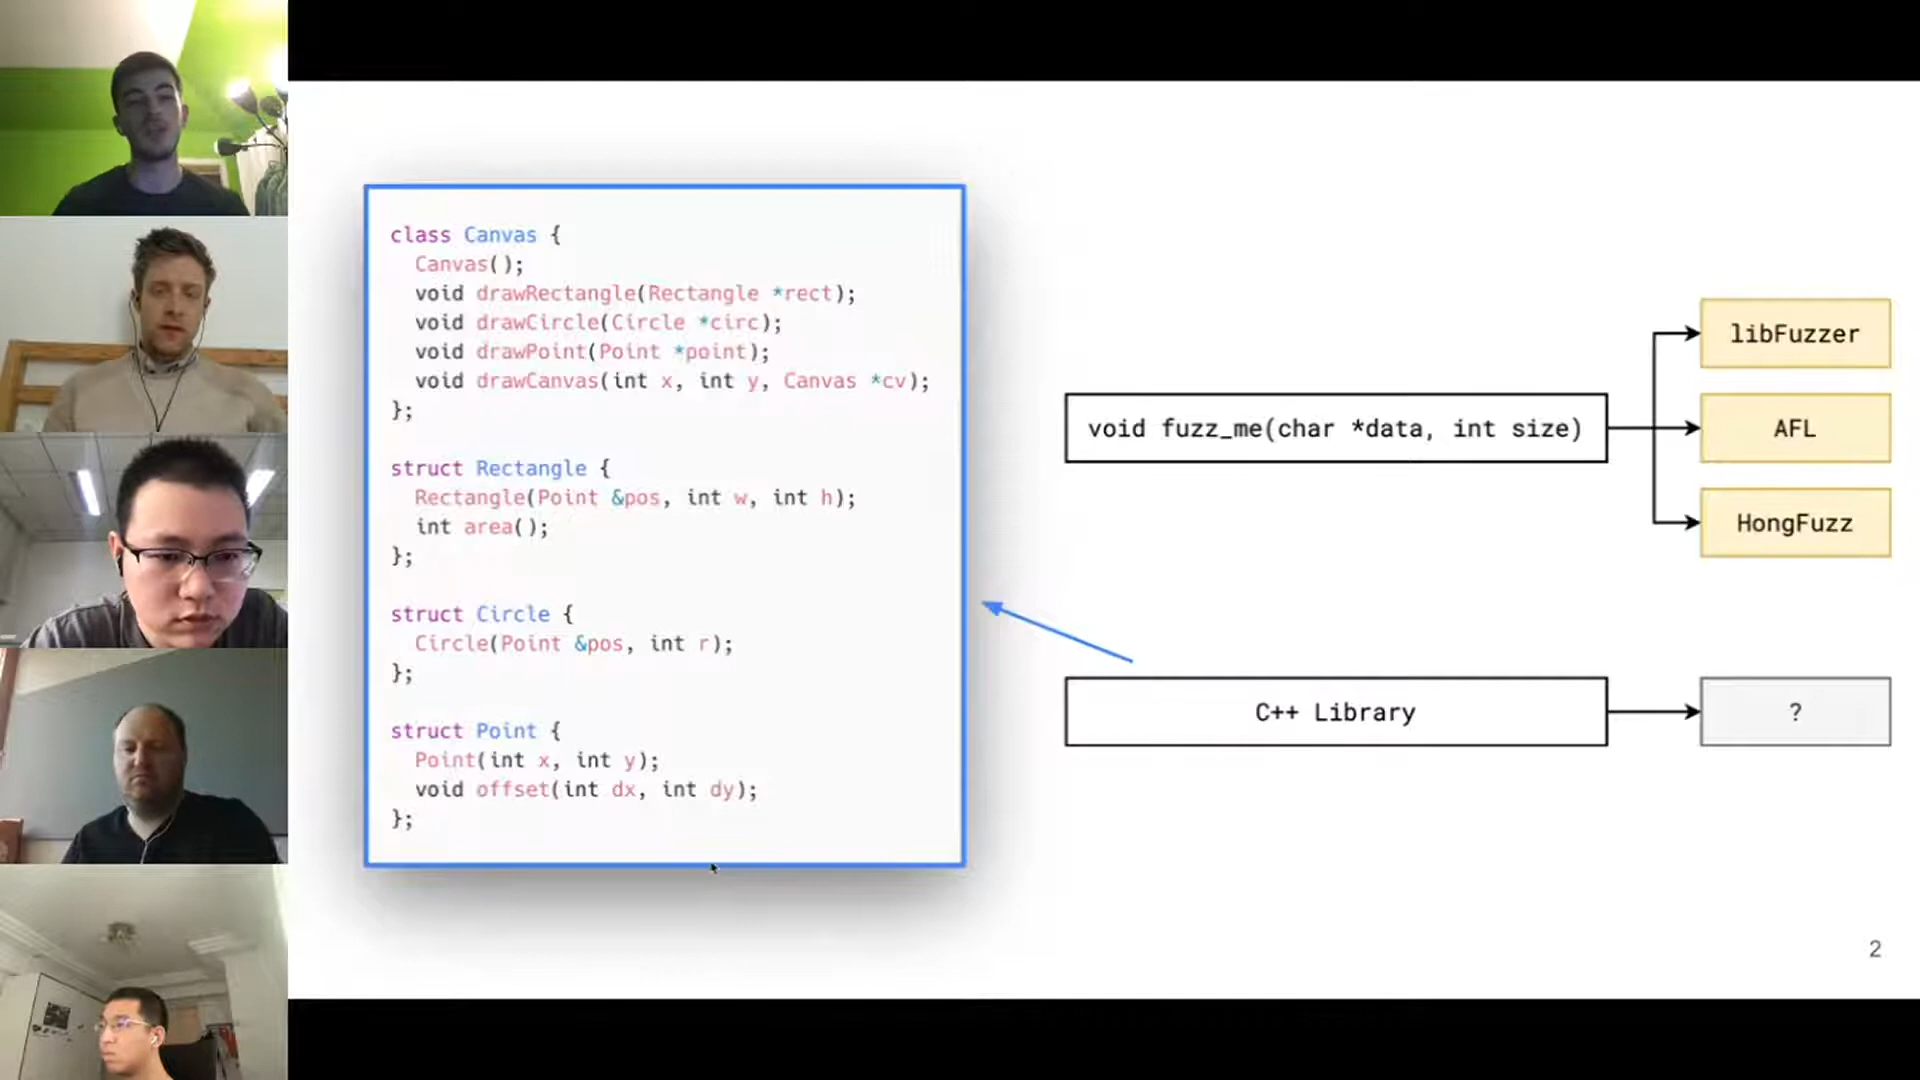 class Canvas {
Canvas();
void drawRectangle(Rectangle *rect);
void drawCircle(Circle *circ);
void drawPoint(Point *point);
void drawCanvas(int x, int y, Canvas *cv);
};
struct Rectangle {
Rectangle(Point &pos, int w, int h);
int area();
};
struct Circle {
Circle(Point &pos, int r);
};
struct Point {
Point(int x, int y);
void offset(int dx, int dy);
};
void fuzz_me(char *data, int size)
libFuzzer
AFL
HongFuzz
C++ Library
?
2